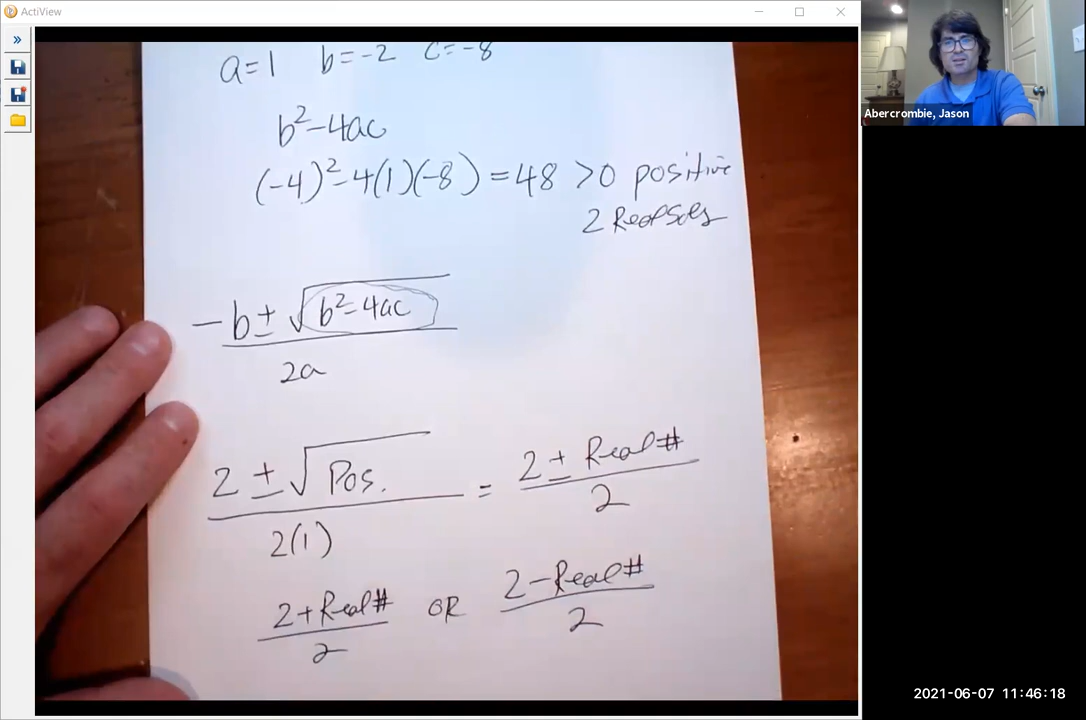 ActiView
a=1 b=-2 c=-8
b²-4ac
(-4)²-4(1)(-8) = 48 >0 positive
2 Real Sols
Abercrombie, Jason
-b ± √b²-4ac
2a
2 ± √Pos. = 2 ± Real#
2(1) 2
2+Real# OR 2-Real#
2 2
2021-06-07 11:46:18